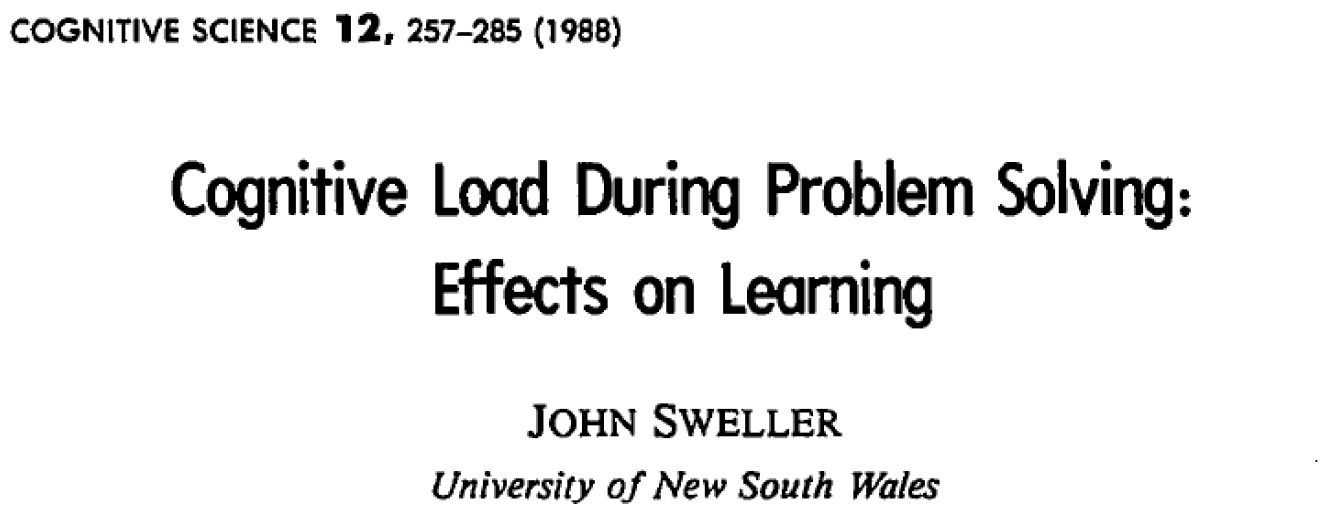 COGNITIVE SCIENCE 12, 257–285 (1988)
Cognitive Load During Problem Solving:
Effects on Learning
JOHN SWELLER
University of New South Wales